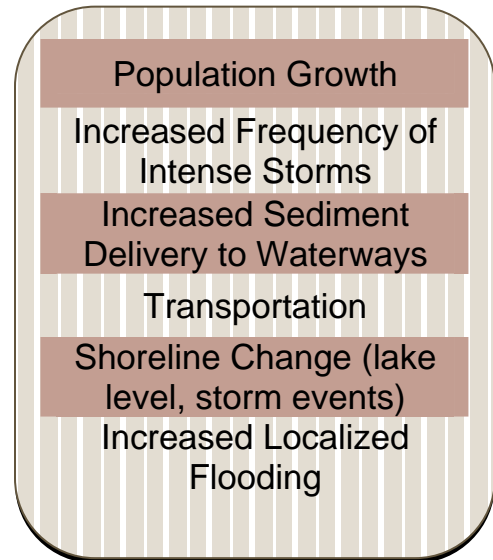 Population Growth
Increased Frequency of
Intense Storms
Increased Sediment
Delivery to Waterways
Transportation
Shoreline Change (lake
level, storm events)
Increased Localized
Flooding